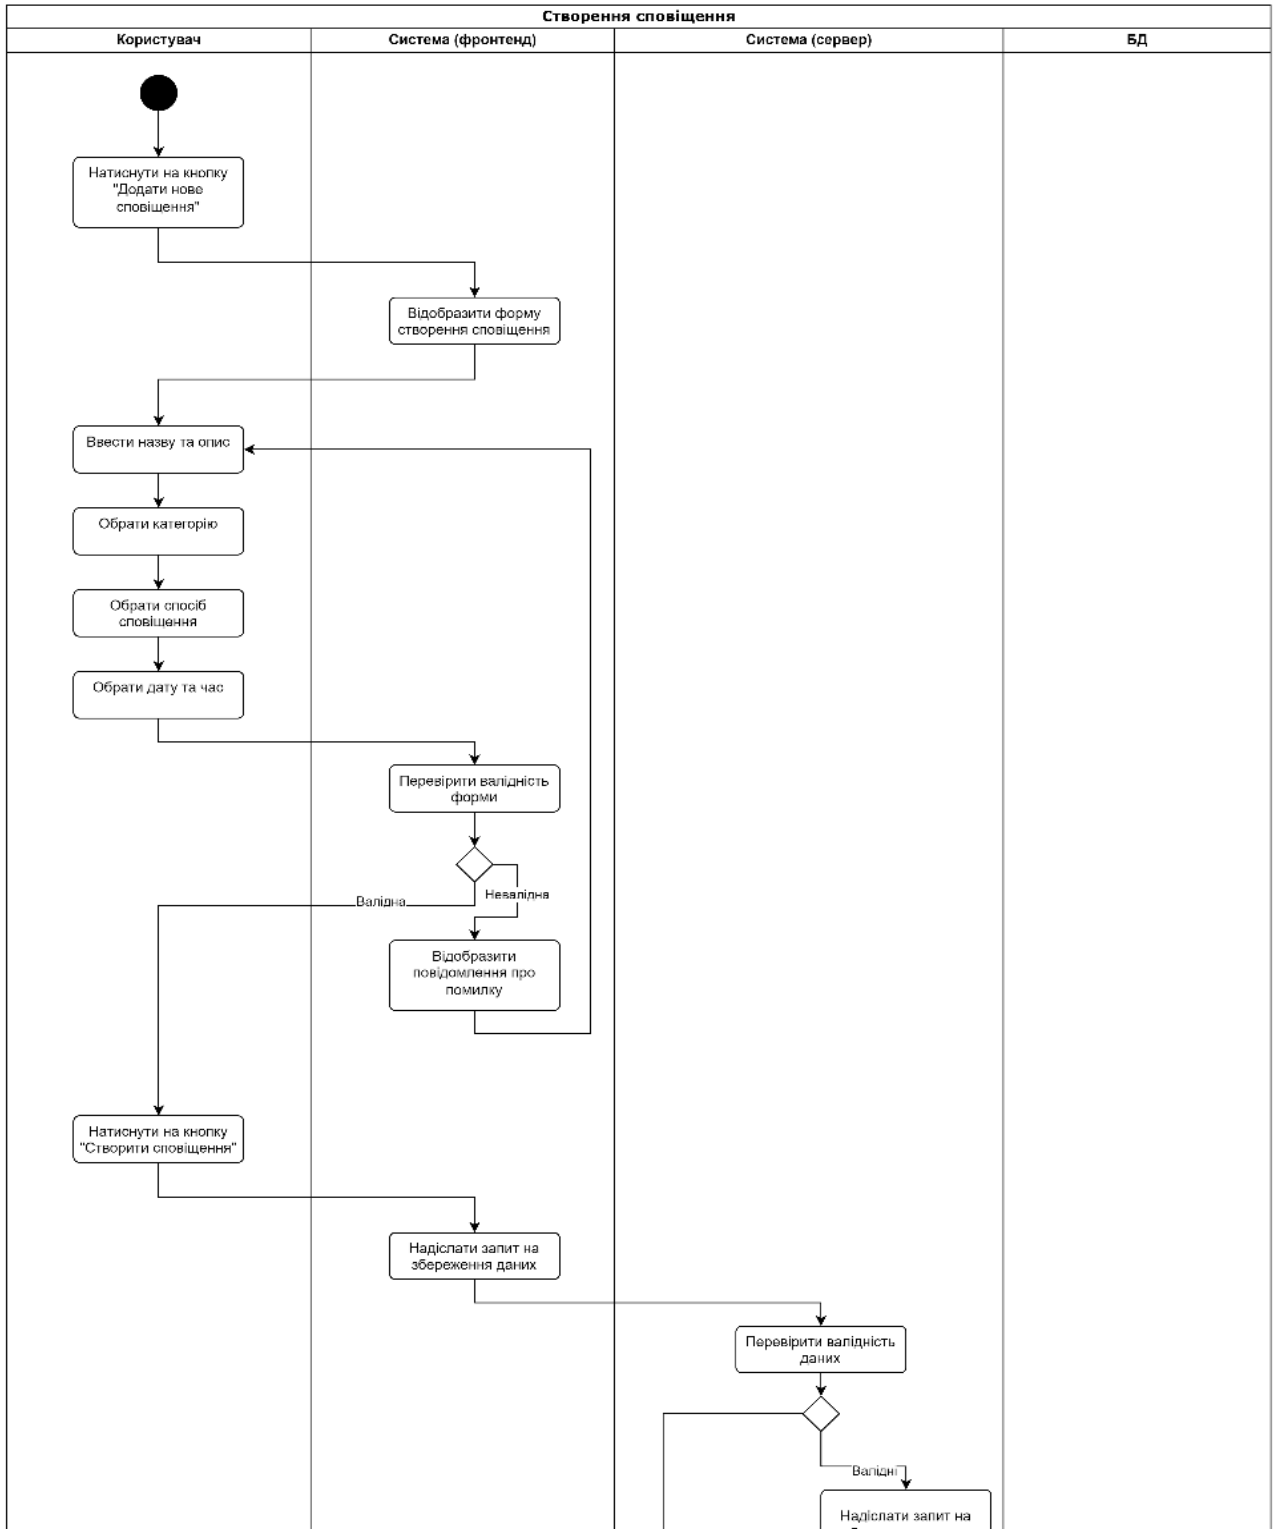 Створення сповіщення
Користувач
Система (фронтенд)
Система (сервер)
БД
Натиснути на кнопку
"Додати нове
сповіщення"
Відобразити форму
створення сповіщення
Ввести назву та опис
Обрати категорію
Обрати спосіб
сповіщення
Обрати дату та час
Перевірити валідність
форми
Невалідна
Валідна
Відобразити
повідомлення про
помилку
Натиснути на кнопку
"Створити сповіщення"
Надіслати запит на
збереження даних
Перевірити валідність
даних
Валідні
Надіслати запит на